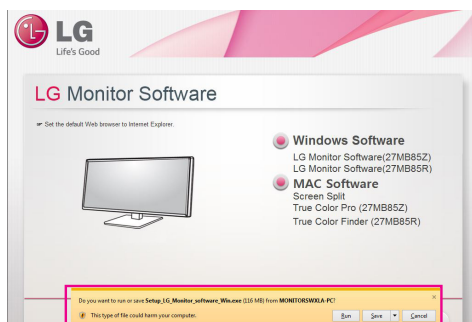 LG
Life's Good
LG Monitor Software
☞ Set the default Web browser to Internet Explorer.
Windows Software
LG Monitor Software(27MB85Z)
LG Monitor Software(27MB85R)
MAC Software
Screen Split
True Color Pro (27MB85Z)
True Color Finder (27MB85R)
Do you want to run or save Setup_LG_Monitor_software_Win.exe (116 MB) from MONITORSWXLA-PC?
×
This type of file could harm your computer.
Run Save ▼ Cancel